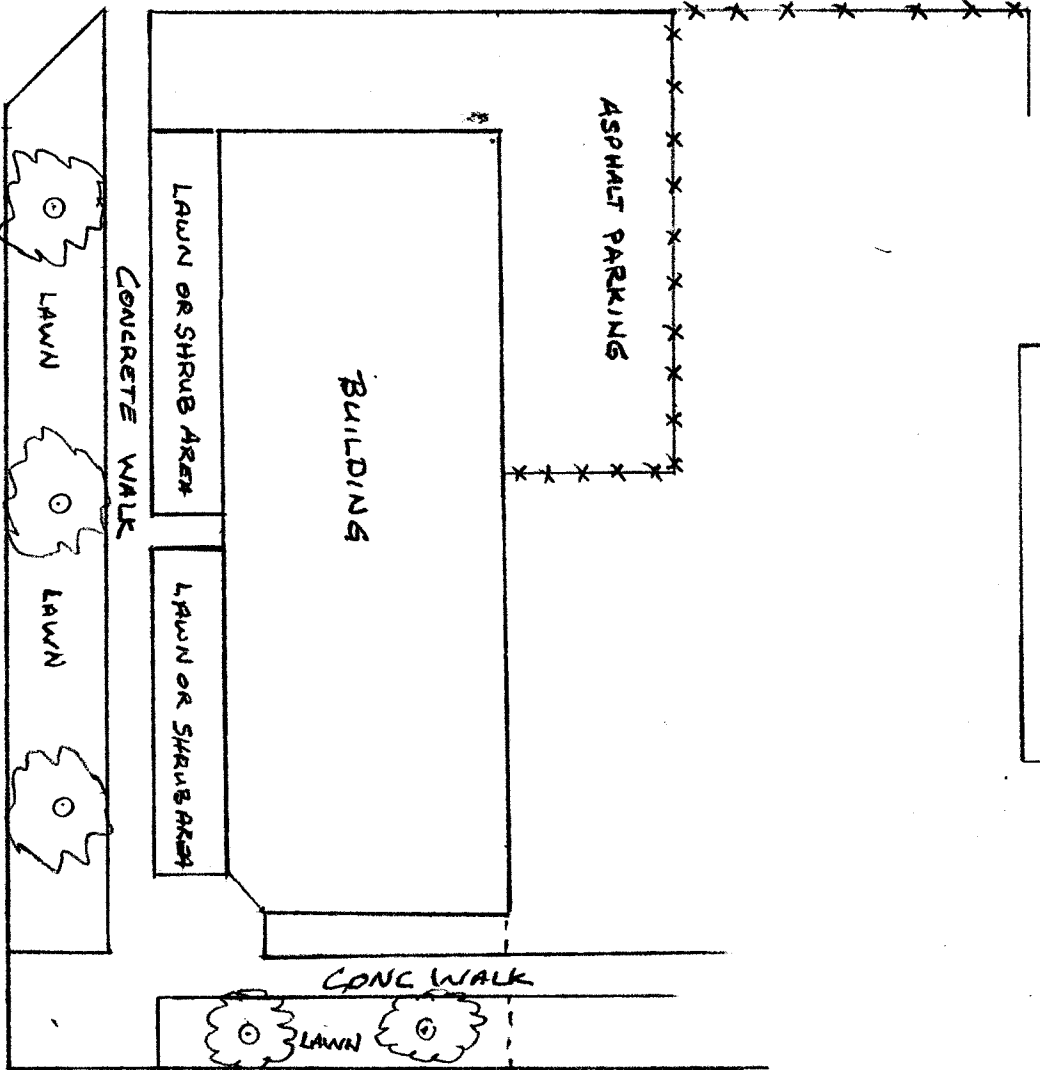 ASPHALT PARKING
LAWN OR SHRUB AREA
CONCRETE WALK
LAWN
BUILDING
LAWN
LAWN OR SHRUB AREA
CONC WALK
LAWN